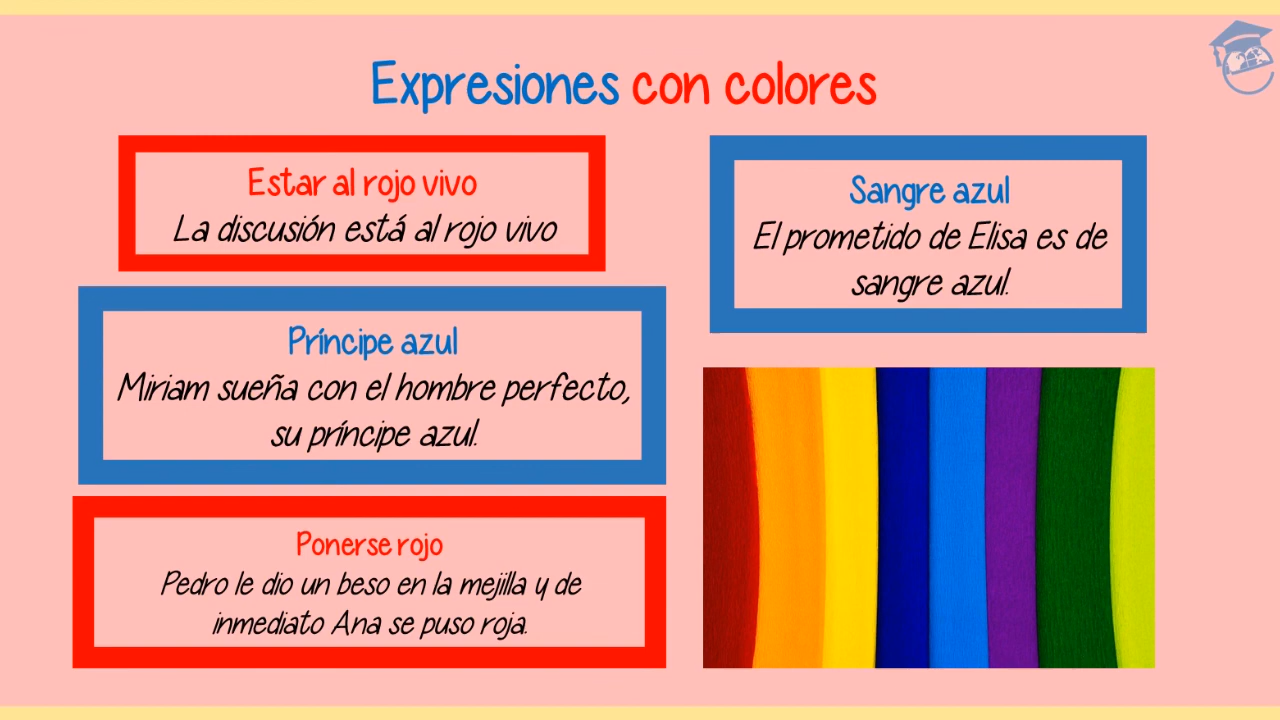 Expresiones con colores
Estar al rojo vivo
La discusión está al rojo vivo
Príncipe azul
Miriam sueña con el hombre perfecto,
su príncipe azul.
Ponerse rojo
Pedro le dio un beso en la mejilla y de
inmediato Ana se puso roja.
Sangre azul
El prometido de Elisa es de
sangre azul.